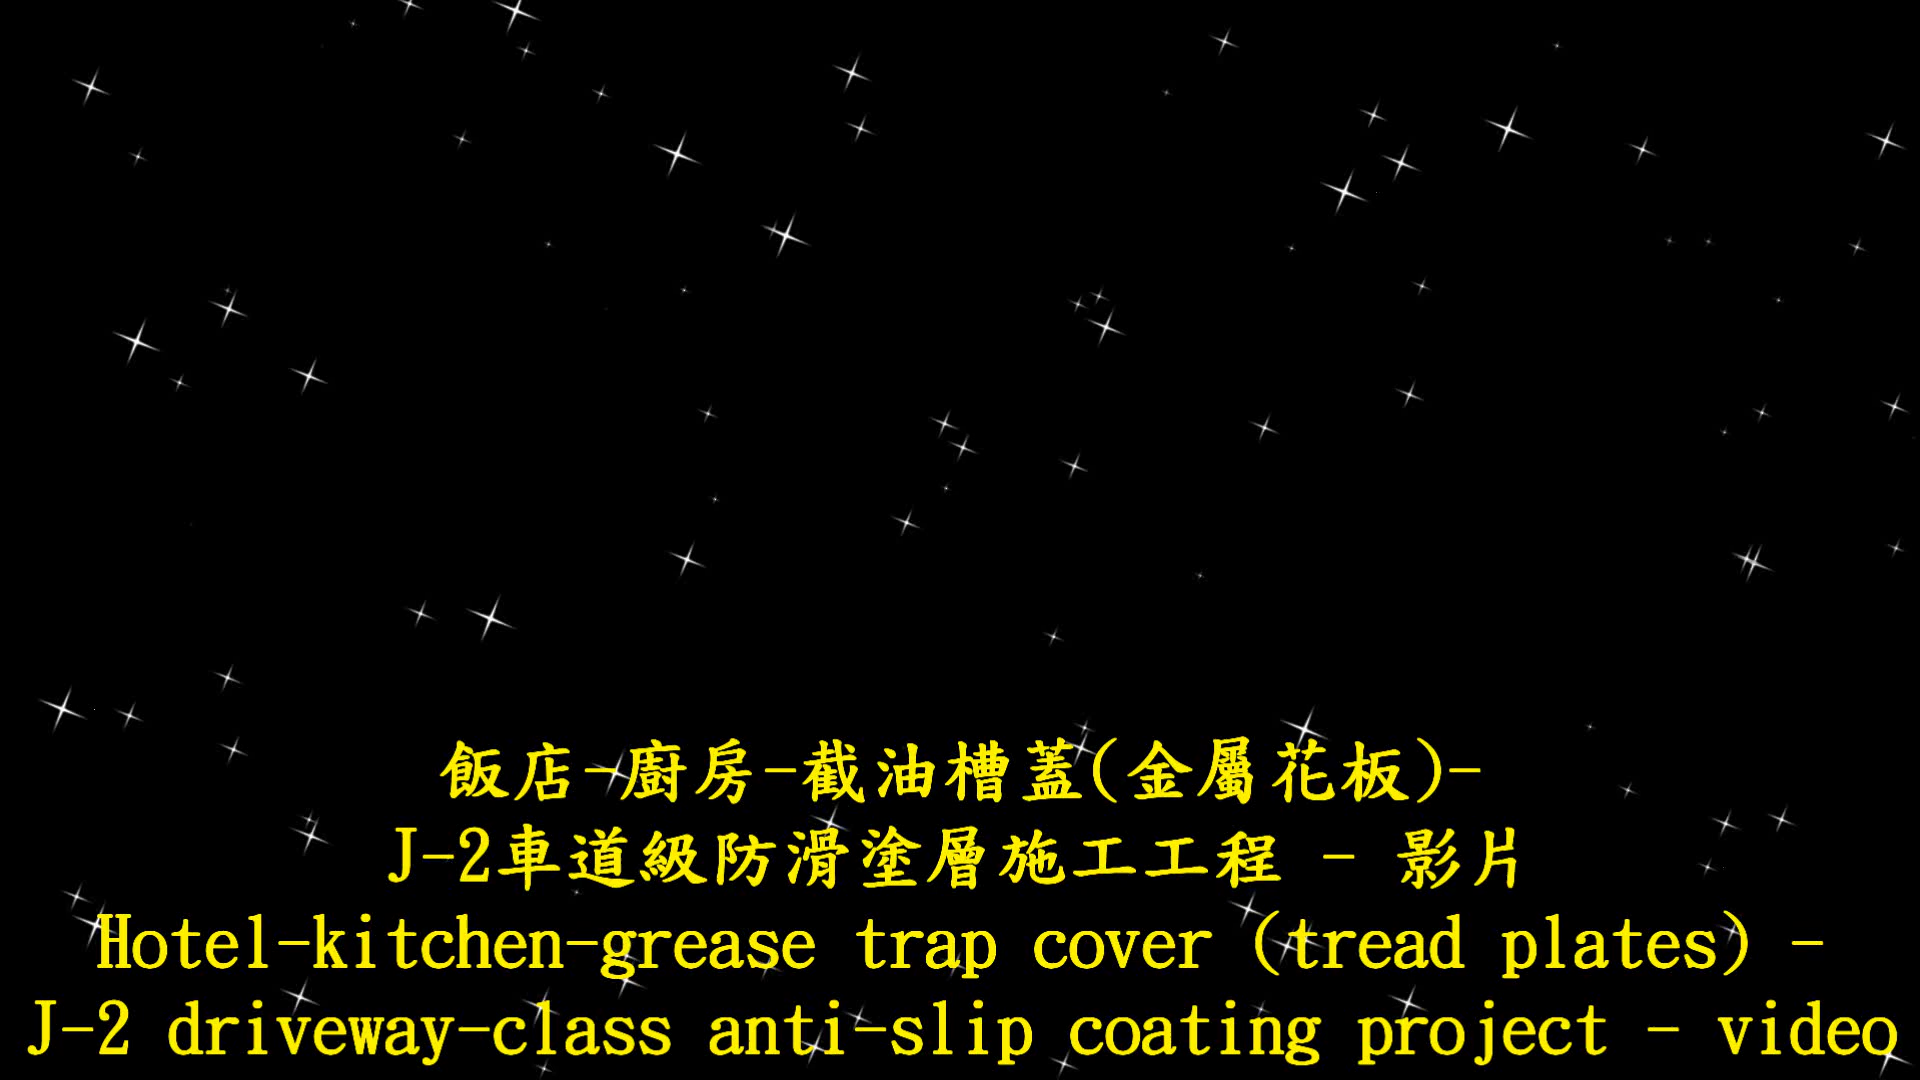 飯店-廚房-截油槽蓋(金屬花板)-
J-2車道級防滑塗層施工工程 - 影片
Hotel-kitchen-grease trap cover (tread plates) -
J-2 driveway-class anti-slip coating project - video